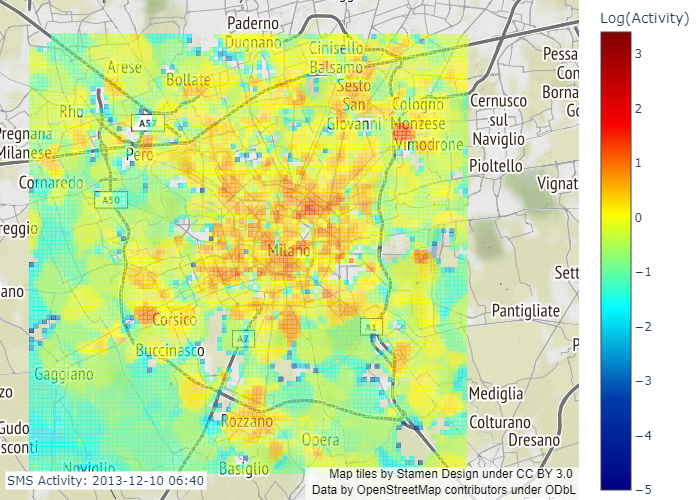 Log(Activity)
Paderno
Dugnano
Cinisello
Balsamo
Arese
Bollate
Sesto
San
Giovanni
Cologno
Monzese
Vimodrone
Cernusco
sul
Naviglio
Pioltello
Pessa
Con
Borna
Go
Rho
A52
Pregnana
Milanese
Pero
Cornaredo
A50
Vignat
reggio
Milano
Sett
ano
Corsico
A1
Pantigliate
A7
Buccinasco
P
Gaggiano
Mediglia
zo
Rozzano
Colturano
Gudo
sconti
Opera
Dresano
Noviglio
Basiglio
SMS Activity: 2013-12-10 06:40
Map tiles by Stamen Design under CC BY 3.0
Data by OpenStreetMap contributors under ODbL
3
2
1
0
−1
−2
−3
−4
−5